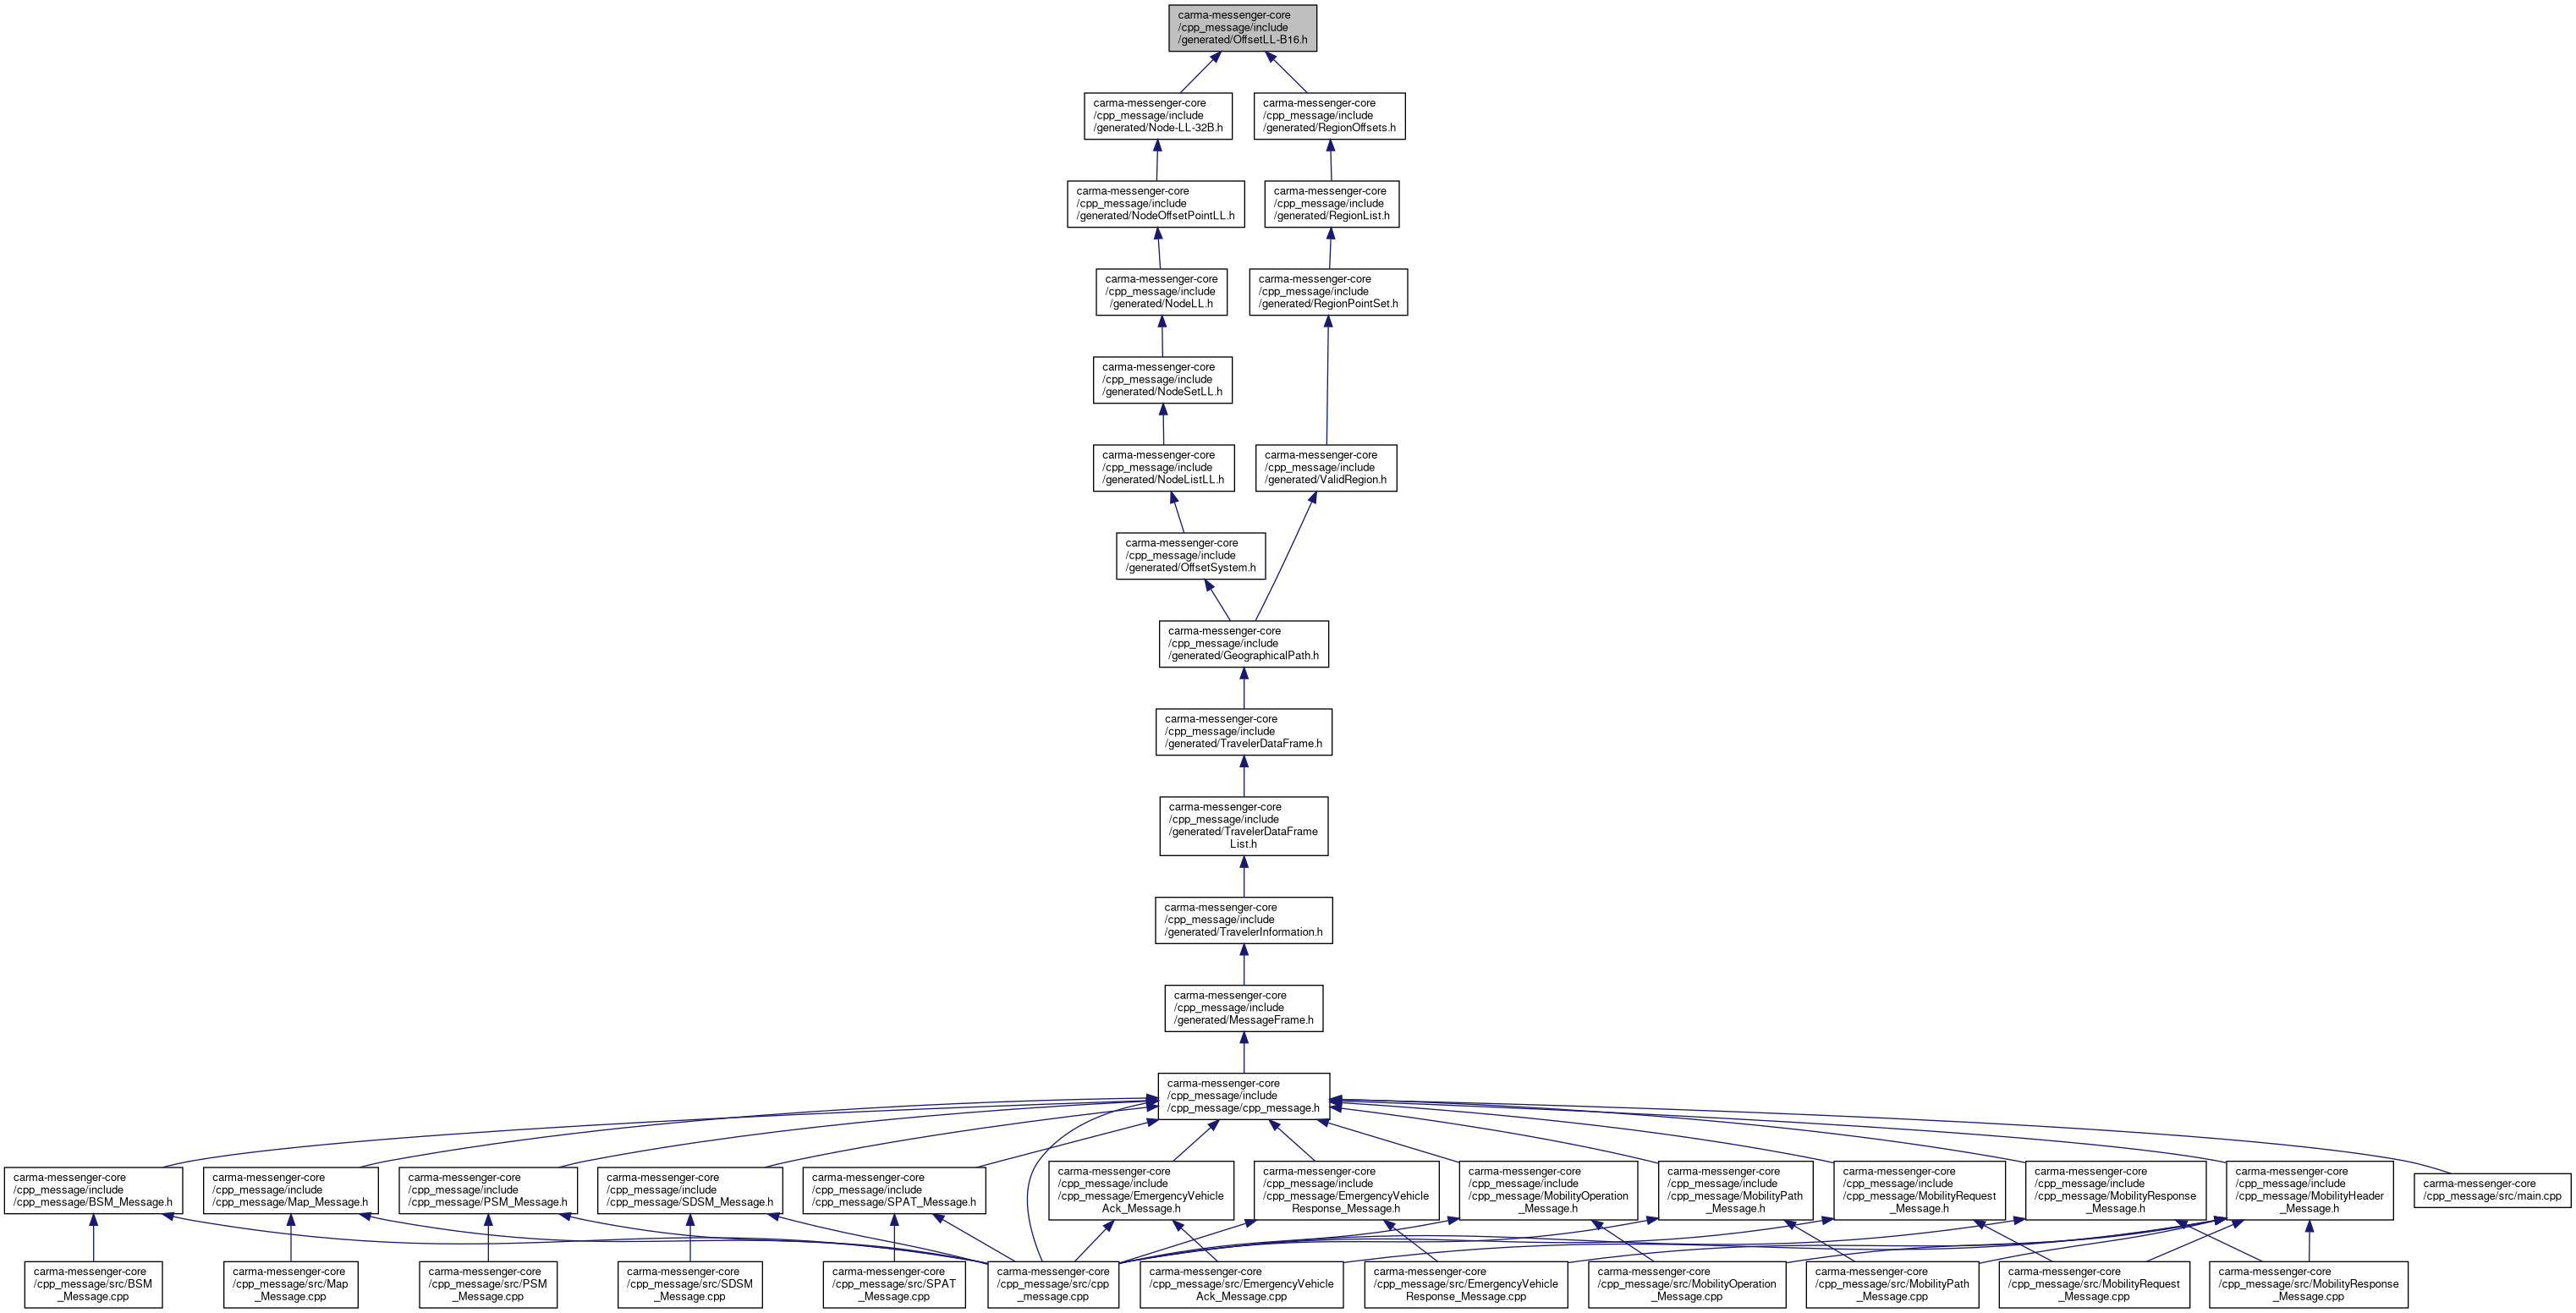 carma-messenger-core
/cpp_message/include
/generated/OffsetLL-B16.h
carma-messenger-core
/cpp_message/include
/generated/Node-LL-32B.h
carma-messenger-core
/cpp_message/include
/generated/RegionOffsets.h
carma-messenger-core
/cpp_message/include
/generated/NodeOffsetPointLL.h
carma-messenger-core
/cpp_message/include
/generated/RegionList.h
carma-messenger-core
/cpp_message/include
/generated/NodeLL.h
carma-messenger-core
/cpp_message/include
/generated/RegionPointSet.h
carma-messenger-core
/cpp_message/include
/generated/NodeSetLL.h
carma-messenger-core
/cpp_message/include
/generated/NodeListLL.h
carma-messenger-core
/cpp_message/include
/generated/ValidRegion.h
carma-messenger-core
/cpp_message/include
/generated/OffsetSystem.h
carma-messenger-core
/cpp_message/include
/generated/GeographicalPath.h
carma-messenger-core
/cpp_message/include
/generated/TravelerDataFrame.h
carma-messenger-core
/cpp_message/include
/generated/TravelerDataFrame
List.h
carma-messenger-core
/cpp_message/include
/generated/TravelerInformation.h
carma-messenger-core
/cpp_message/include
/generated/MessageFrame.h
carma-messenger-core
/cpp_message/include
/cpp_message/cpp_message.h
carma-messenger-core
/cpp_message/include
/cpp_message/BSM_Message.h
carma-messenger-core
/cpp_message/include
/cpp_message/Map_Message.h
carma-messenger-core
/cpp_message/include
/cpp_message/PSM_Message.h
carma-messenger-core
/cpp_message/include
/cpp_message/SDSM_Message.h
carma-messenger-core
/cpp_message/include
/cpp_message/SPAT_Message.h
carma-messenger-core
/cpp_message/include
/cpp_message/EmergencyVehicle
Ack_Message.h
carma-messenger-core
/cpp_message/include
/cpp_message/EmergencyVehicle
Response_Message.h
carma-messenger-core
/cpp_message/include
/cpp_message/MobilityOperation
_Message.h
carma-messenger-core
/cpp_message/include
/cpp_message/MobilityPath
_Message.h
carma-messenger-core
/cpp_message/include
/cpp_message/MobilityRequest
_Message.h
carma-messenger-core
/cpp_message/include
/cpp_message/MobilityResponse
_Message.h
carma-messenger-core
/cpp_message/include
/cpp_message/MobilityHeader
_Message.h
carma-messenger-core
/cpp_message/src/main.cpp
carma-messenger-core
/cpp_message/src/BSM
_Message.cpp
carma-messenger-core
/cpp_message/src/Map
_Message.cpp
carma-messenger-core
/cpp_message/src/PSM
_Message.cpp
carma-messenger-core
/cpp_message/src/SDSM
_Message.cpp
carma-messenger-core
/cpp_message/src/SPAT
_Message.cpp
carma-messenger-core
/cpp_message/src/cpp
_message.cpp
carma-messenger-core
/cpp_message/src/EmergencyVehicle
Ack_Message.cpp
carma-messenger-core
/cpp_message/src/EmergencyVehicle
Response_Message.cpp
carma-messenger-core
/cpp_message/src/MobilityOperation
_Message.cpp
carma-messenger-core
/cpp_message/src/MobilityPath
_Message.cpp
carma-messenger-core
/cpp_message/src/MobilityRequest
_Message.cpp
carma-messenger-core
/cpp_message/src/MobilityResponse
_Message.cpp